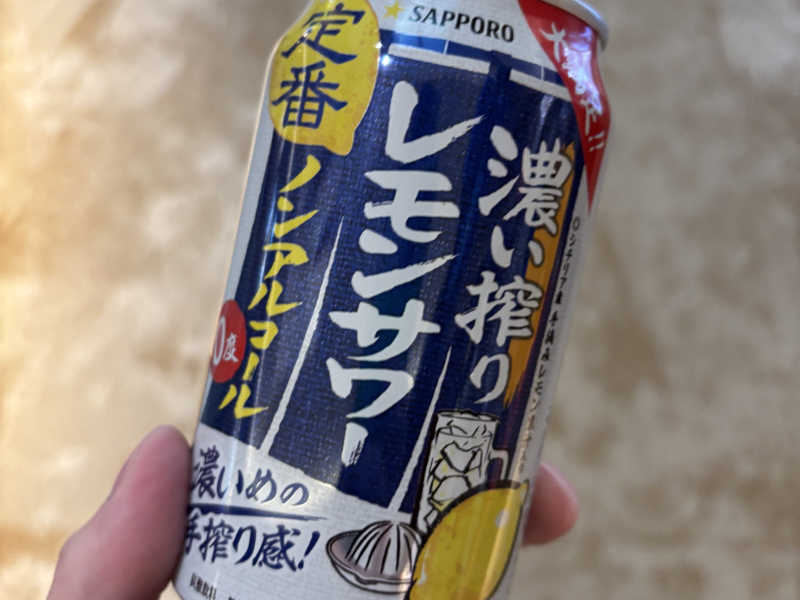 SAPPORO
定番
濃い搾り
レモンサワー
ノンアルコール
0度
濃いめの
手搾り感!